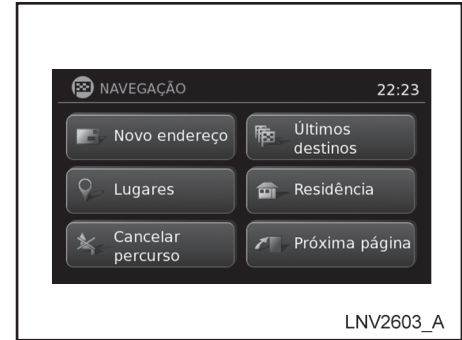 NAVEGAÇÃO 22:23
Novo endereço
Últimos
destinos
Lugares
Residência
Cancelar
percurso
Próxima página
LNV2603_A